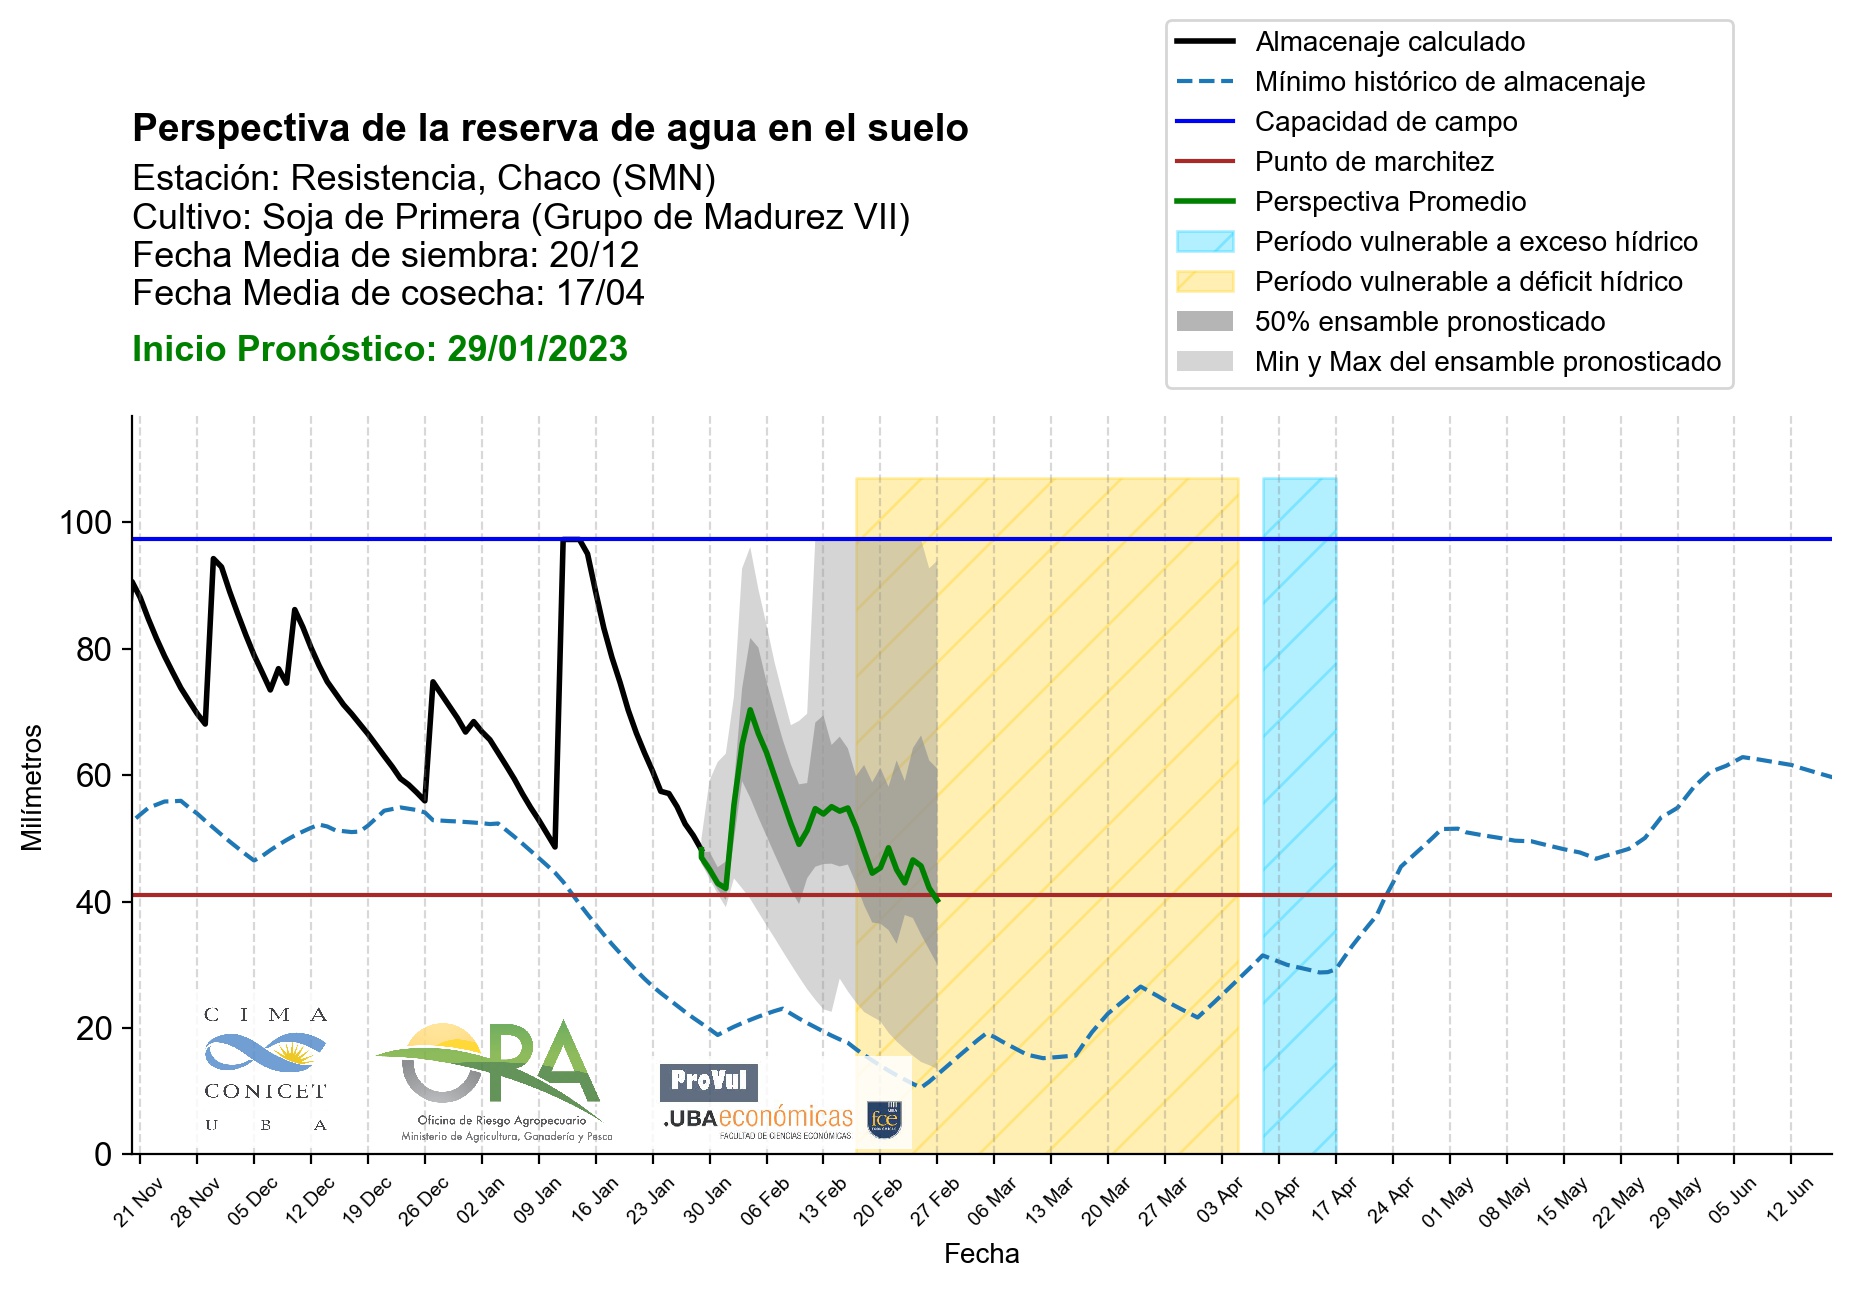 Perspectiva de la reserva de agua en el suelo
Estación: Resistencia, Chaco (SMN)
Cultivo: Soja de Primera (Grupo de Madurez VII)
Fecha Media de siembra: 20/12
Fecha Media de cosecha: 17/04
Inicio Pronóstico: 29/01/2023
Almacenaje calculado
Mínimo histórico de almacenaje
Capacidad de campo
Punto de marchitez
Perspectiva Promedio
Período vulnerable a exceso hídrico
Período vulnerable a déficit hídrico
50% ensamble pronosticado
Min y Max del ensamble pronosticado
Milímetros
100
80
60
40
20
0
CIMA
CONICET
UBA
ORA
Oficina de Riesgo Agropecuario
Ministerio de Agricultura, Ganadería y Pesca
ProVul
.UBAeconómicas
FACULTAD DE CIENCIAS ECONÓMICAS
UBA
fce
21 Nov
28 Nov
05 Dec
12 Dec
19 Dec
26 Dec
02 Jan
09 Jan
16 Jan
23 Jan
30 Jan
06 Feb
13 Feb
20 Feb
27 Feb
06 Mar
13 Mar
20 Mar
27 Mar
03 Apr
10 Apr
17 Apr
24 Apr
01 May
08 May
15 May
22 May
29 May
05 Jun
12 Jun
Fecha